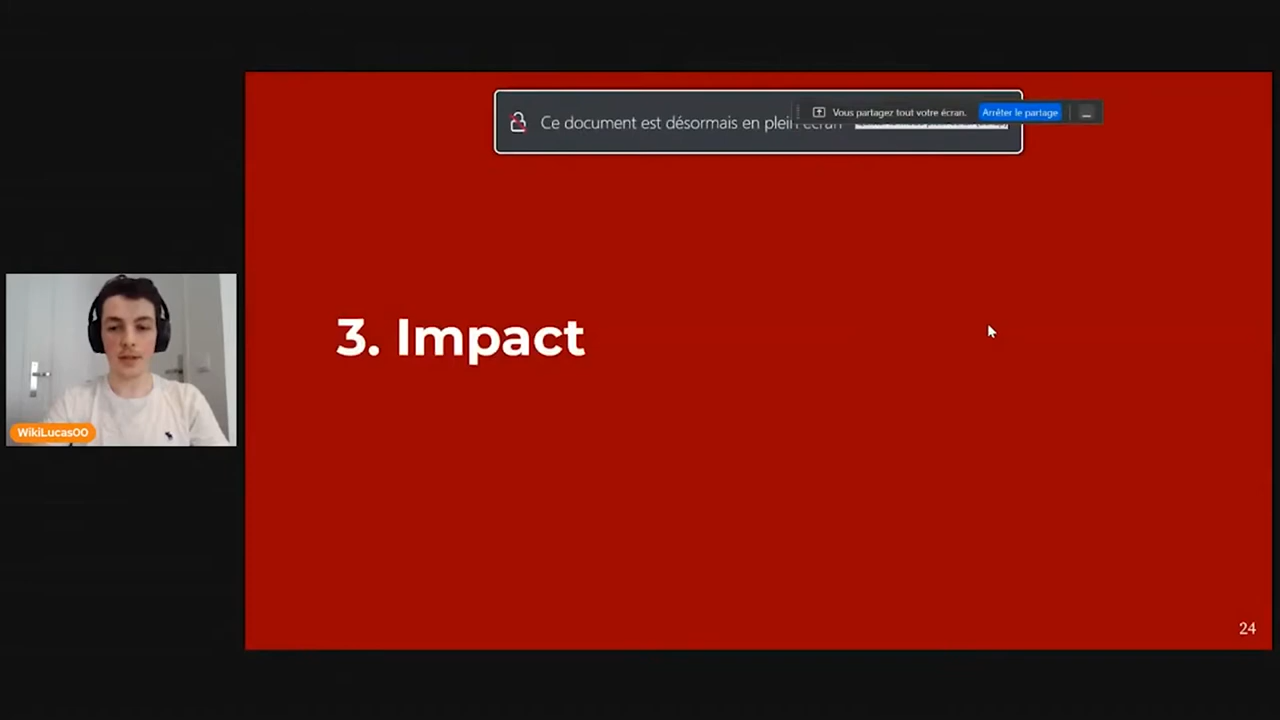 Ce document est désormais en plein écran
Vous partagez tout votre écran.
Arrêter le partage
3. Impact
WikiLucas00
24